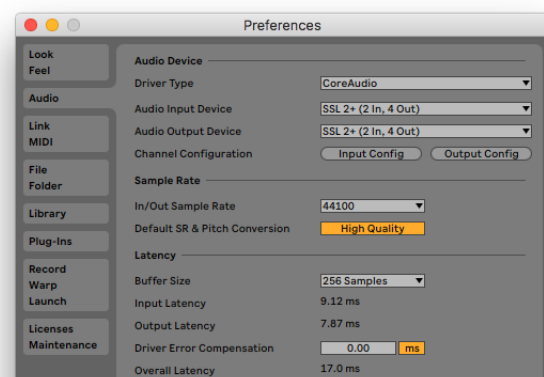 Preferences
Look
Feel
Audio
Link
MIDI
File
Folder
Library
Plug-Ins
Record
Warp
Launch
Licenses
Maintenance
Audio Device
Driver Type CoreAudio
Audio Input Device SSL 2+ (2 In, 4 Out)
Audio Output Device SSL 2+ (2 In, 4 Out)
Channel Configuration Input Config Output Config
Sample Rate
In/Out Sample Rate 44100
Default SR & Pitch Conversion High Quality
Latency
Buffer Size 256 Samples
Input Latency 9.12 ms
Output Latency 7.87 ms
Driver Error Compensation 0.00 ms
Overall Latency 17.0 ms